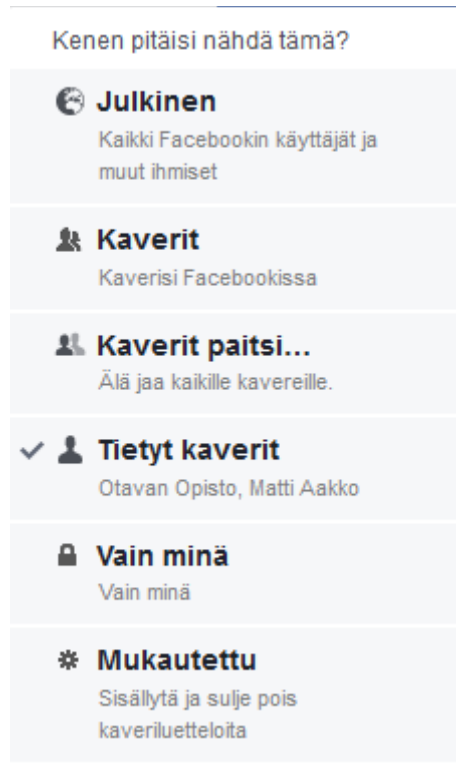 Kenen pitäisi nähdä tämä?
Julkinen
Kaikki Facebookin käyttäjät ja
muut ihmiset
Kaverit
Kaverisi Facebookissa
Kaverit paitsi...
Älä jaa kaikille kavereille.
Tietyt kaverit
Otavan Opisto, Matti Aakko
Vain minä
Vain minä
Mukautettu
Sisällytä ja sulje pois
kaveriluetteloita